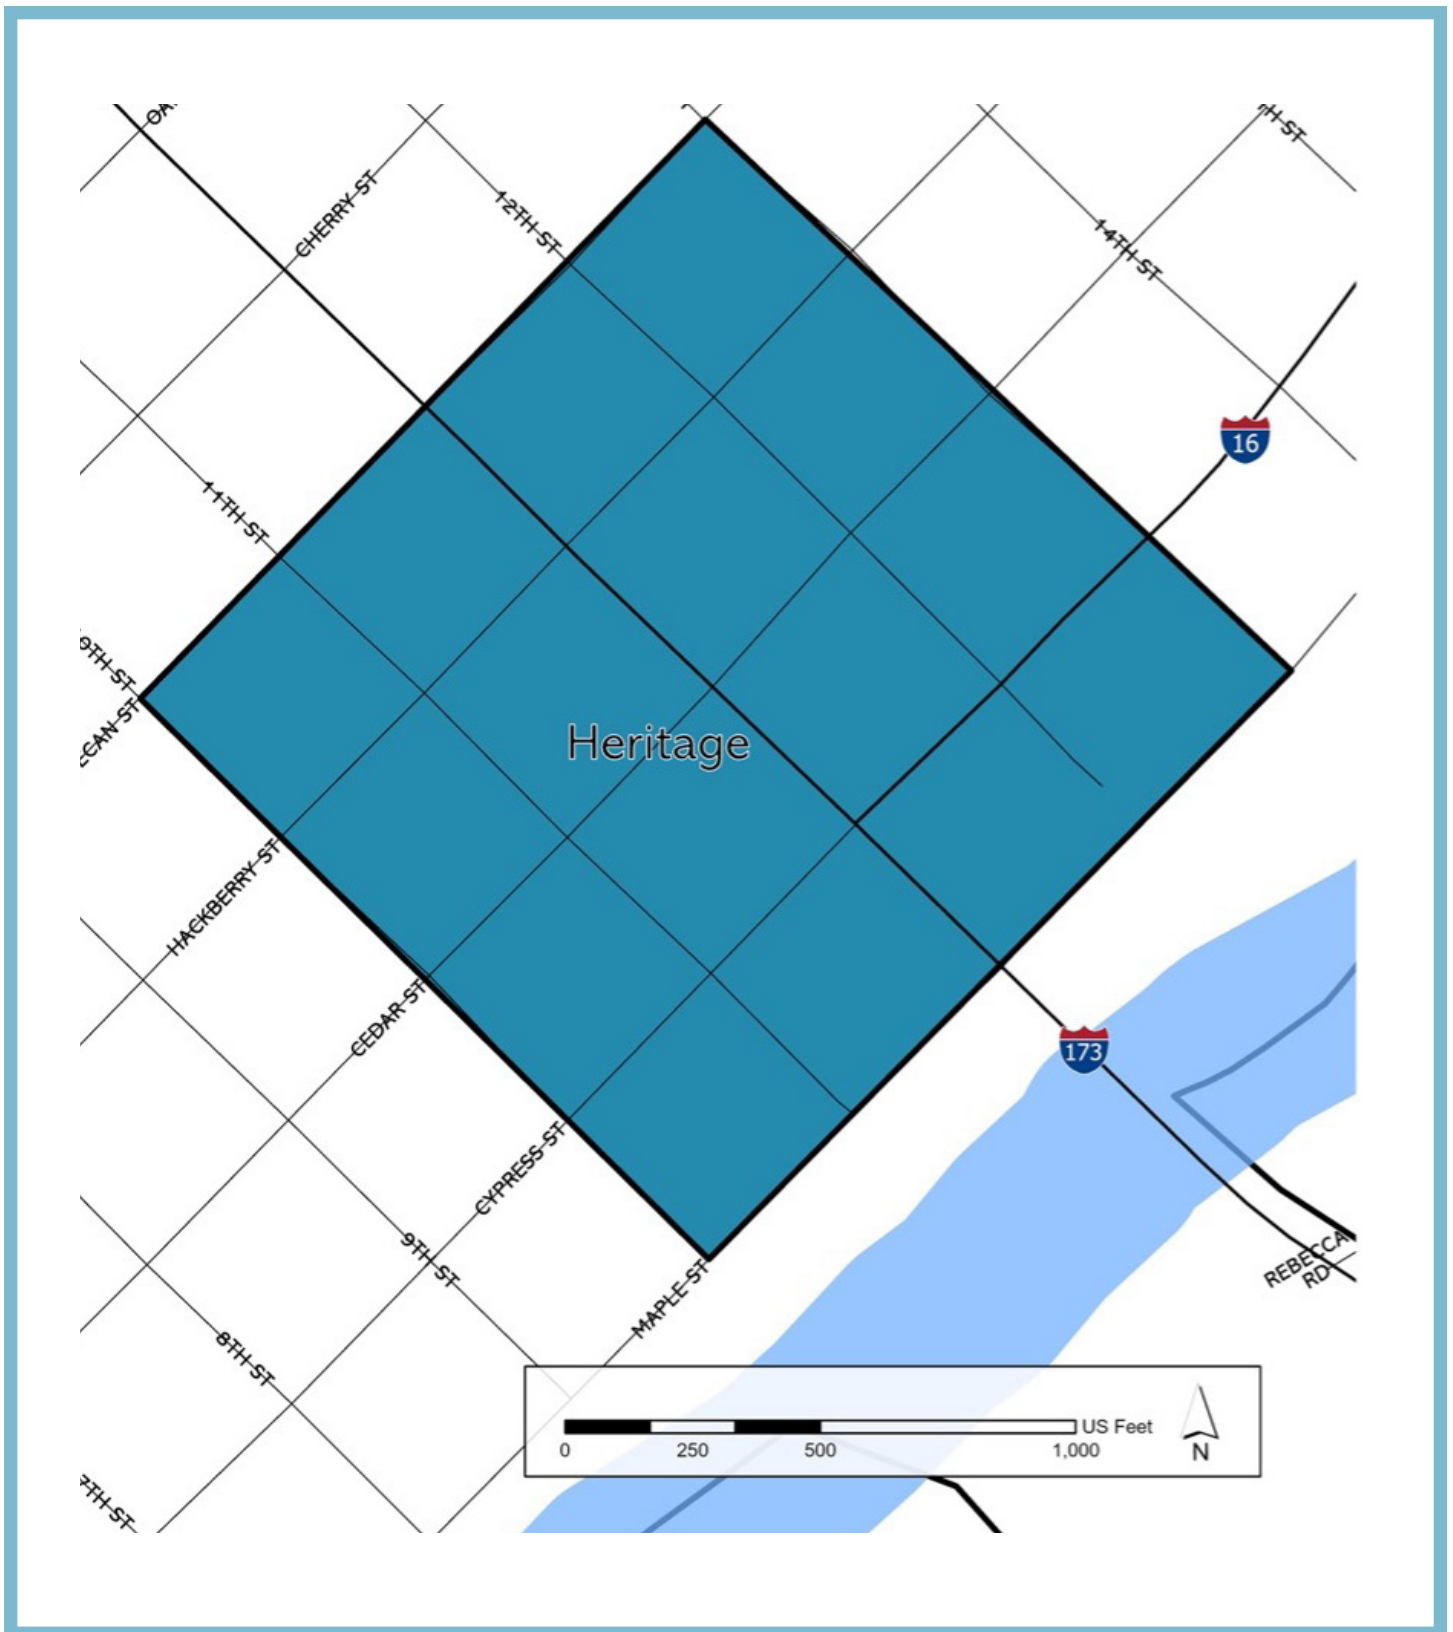 CHERRY ST
12TH ST
14TH ST
16
11TH ST
Heritage
HACKBERRY ST
CEDAR ST
173
CYPRESS ST
9TH ST
REBECCA
RD
MAPLE ST
8TH ST
US Feet
0 250 500 1,000
N
7TH ST